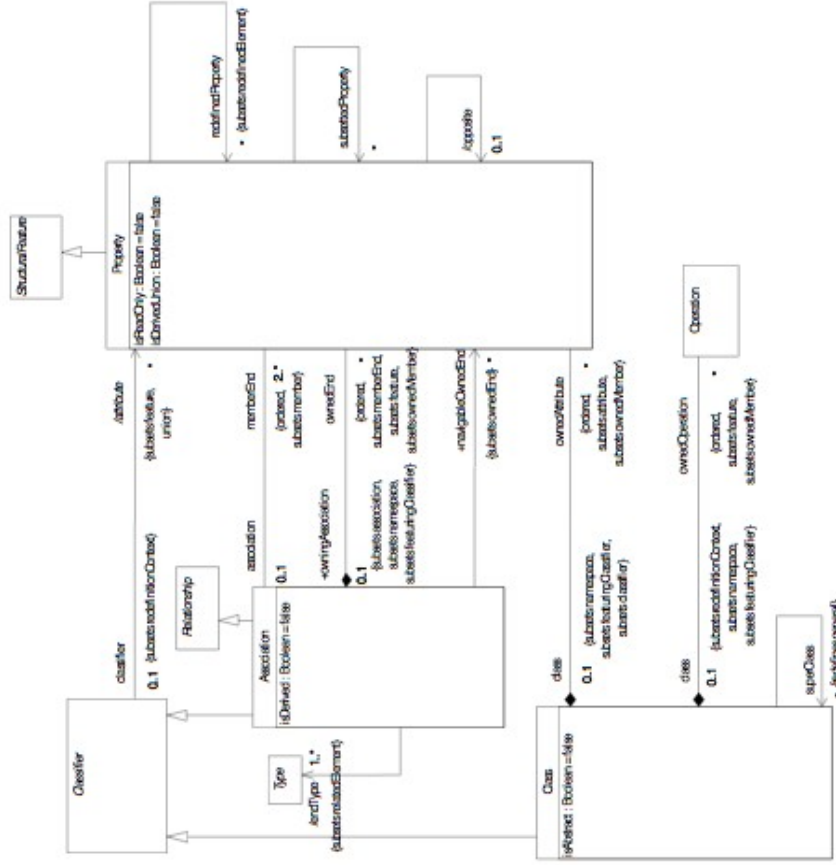 StructuralFeature
Property
isReadOnly : Boolean = false
isDerivedUnion : Boolean = false
redefinedProperty
* {subsets redefinedElement}
subsettedProperty
*
/opposite
0..1
Classifier
classifier
0..1 {subsets redefinitionContext}
/attribute
{subsets feature, *
union}
Relationship
Association
isDerived : Boolean = false
association
0..1
memberEnd
{ordered, 2..*
subsets member}
+owningAssociation
0..1
{subsets association,
subsets namespace,
subsets featuringClassifier}
ownedEnd
{ordered, *
subsets memberEnd,
subsets feature,
subsets ownedMember}
+navigableOwnedEnd
{subsets ownedEnd} *
Type
/endType 1..*
{subsets relatedElement}
Class
isAbstract : Boolean = false
class
0..1 {subsets namespace,
subsets featuringClassifier,
subsets classifier}
ownedAttribute
{ordered, *
subsets attribute,
subsets ownedMember}
class
0..1 {subsets redefinitionContext,
subsets namespace,
subsets featuringClassifier}
ownedOperation
{ordered, *
subsets feature,
subsets ownedMember}
Operation
superClass